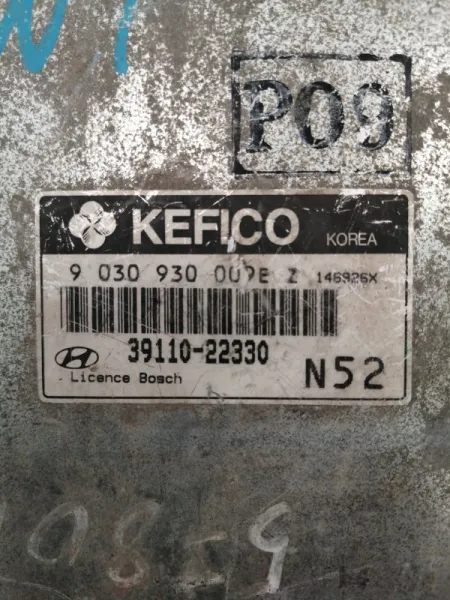 P09
KEFICO KOREA
9 030 930 007E Z 146926X
39110-22330
Licence Bosch N52